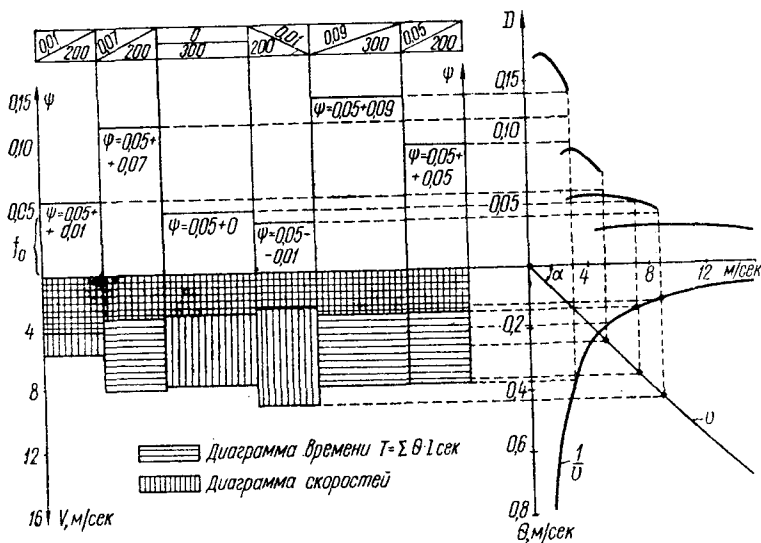 0,01 0,07 0 200 0,01 0,09 0,05
200 200 300 300 200
D
0,15 ψ ψ 0,15
ψ=0,05+0,09
0,10 ψ=0,05+ 0,10
+0,07 ψ=0,05+
+0,05
0,05 ψ=0,05+ 0,05
+0,01 ψ=0,05+0 ψ=0,05-
-0,01
f₀
α 4 8 12 м/сек
4 0,2
8 0,4
υ
12 Диаграмма времени T=ΣΘ·l сек 0,6
1/υ
Диаграмма скоростей
16 V, м/сек 0,8
Θ, м/сек